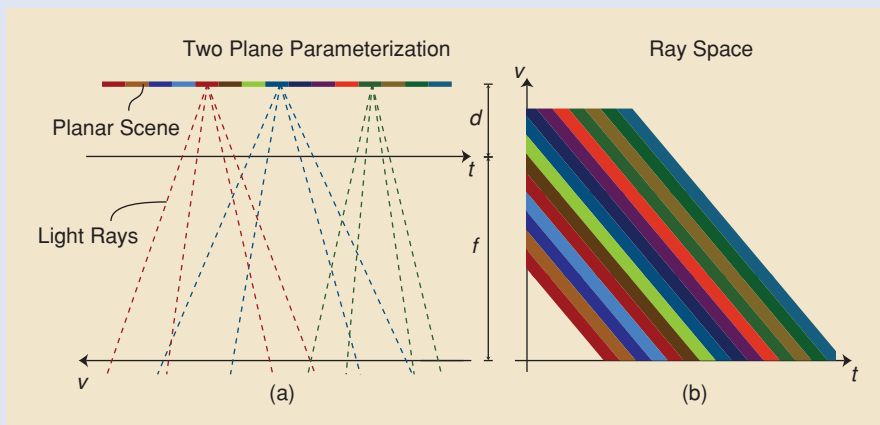 Two Plane Parameterization
Planar Scene
Light Rays
t
v
d
f
(a)
Ray Space
v
t
(b)